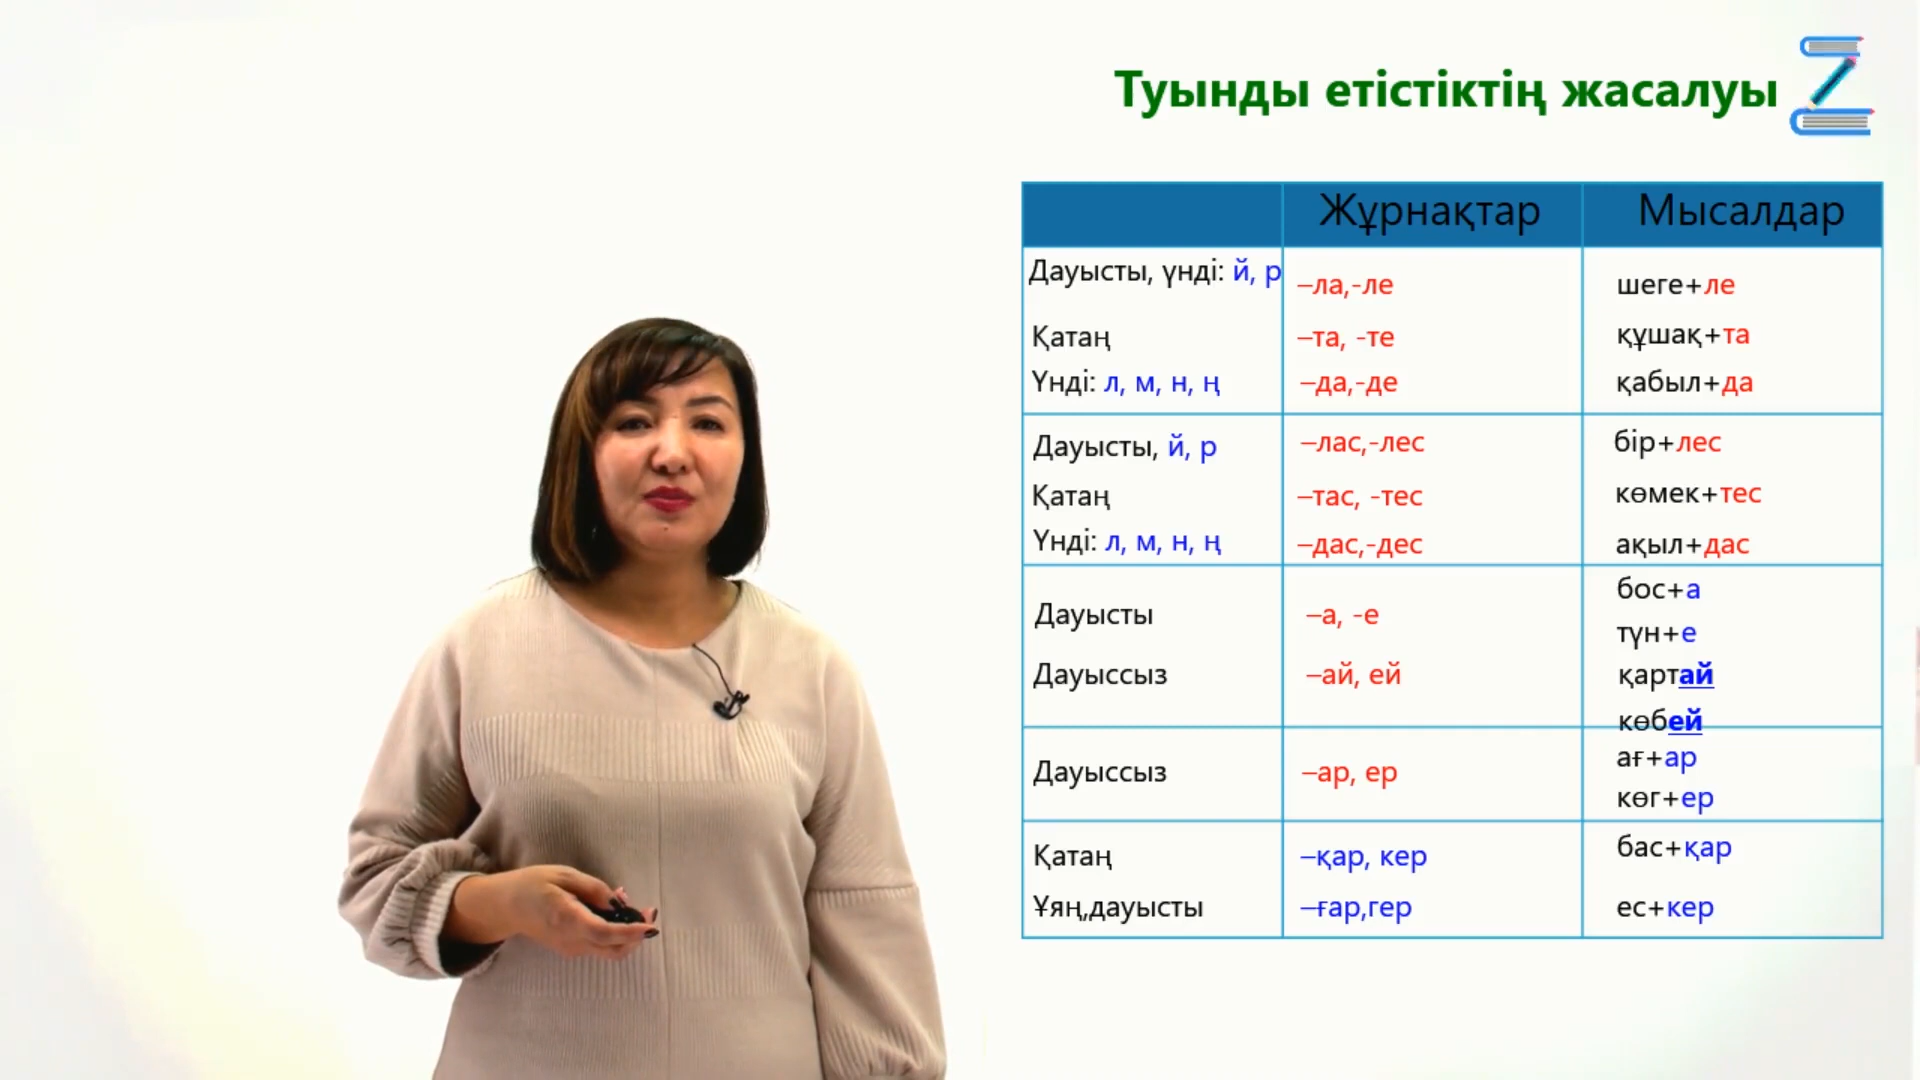 Туынды етістіктің жасалуы
Жұрнақтар Мысалдар
Дауысты, үнді: й, р –ла,-ле шеге+ле
Қатаң –та, -те құшақ+та
Үнді: л, м, н, ң –да,-де қабыл+да
Дауысты, й, р –лас,-лес бір+лес
Қатаң –тас, -тес көмек+тес
Үнді: л, м, н, ң –дас,-дес ақыл+дас
Дауысты –а, -е бос+а
түн+е
Дауыссыз –ай, ей қартай
көбей
Дауыссыз –ар, ер ағ+ар
көг+ер
Қатаң –қар, кер бас+қар
Ұяң,дауысты –ғар,гер ес+кер